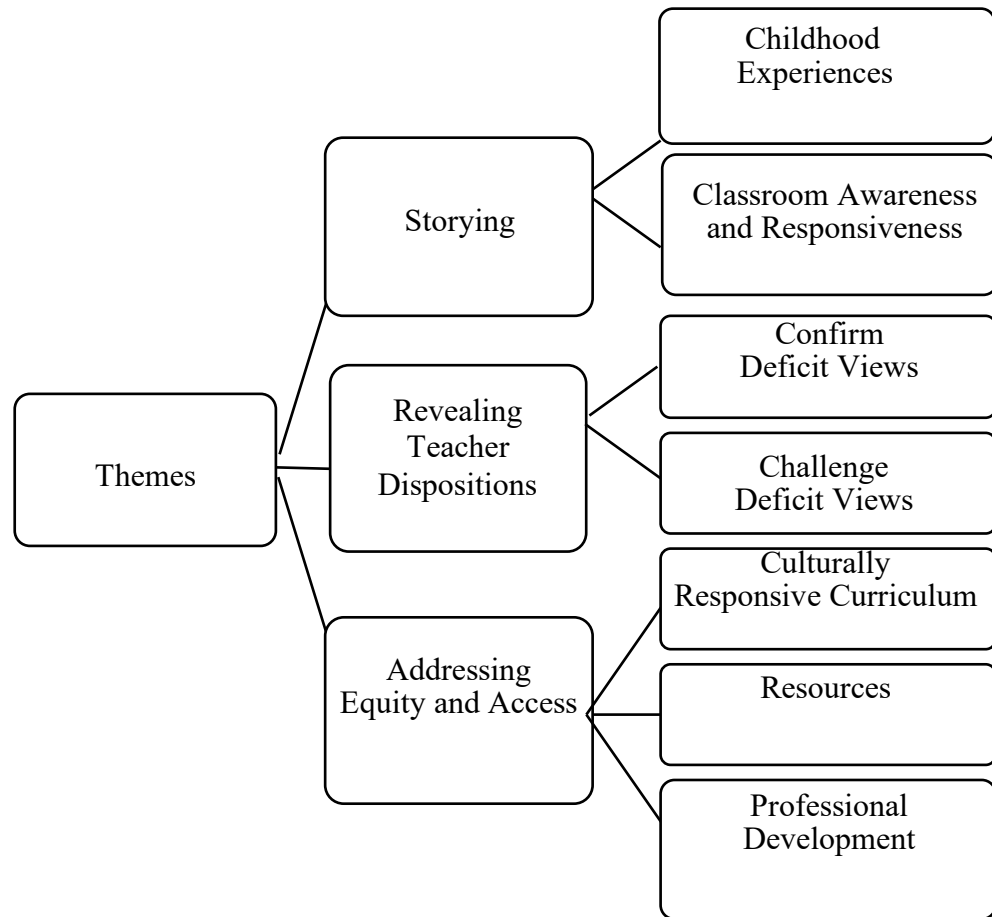 Themes
Storying
Childhood
Experiences
Classroom Awareness
and Responsiveness
Revealing
Teacher
Dispositions
Confirm
Deficit Views
Challenge
Deficit Views
Addressing
Equity and Access
Culturally
Responsive Curriculum
Resources
Professional
Development